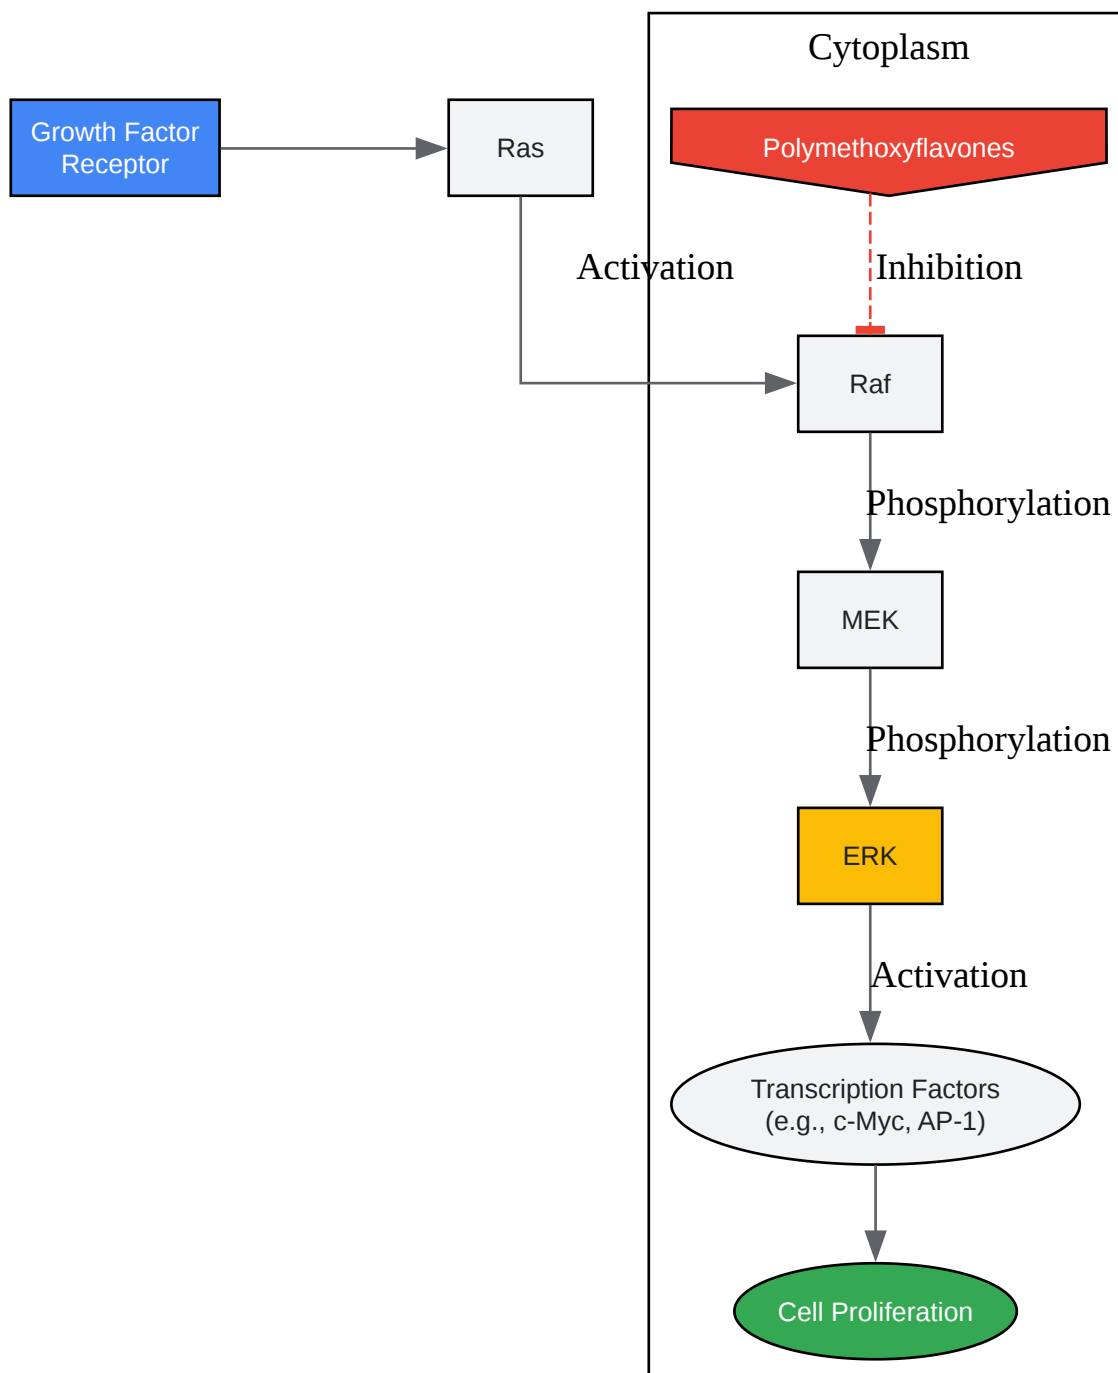 Cytoplasm
Growth Factor
Receptor
Ras
Polymethoxyflavones
Activation
Inhibition
Raf
Phosphorylation
MEK
Phosphorylation
ERK
Activation
Transcription Factors
(e.g., c-Myc, AP-1)
Cell Proliferation